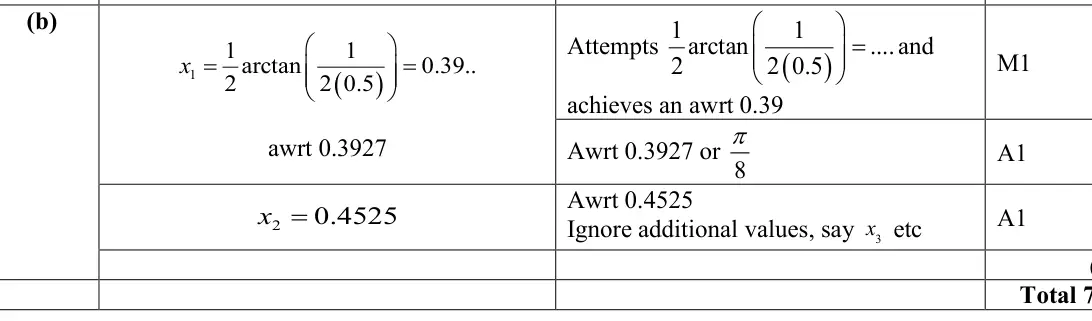 (b)
x₁ = 1/2 arctan(1/(2(0.5))) = 0.39..
awrt 0.3927
Attempts 1/2 arctan(1/(2(0.5))) = .... and
achieves an awrt 0.39
M1
Awrt 0.3927 or π/8
A1
x₂ = 0.4525
Awrt 0.4525
Ignore additional values, say x₃ etc
A1
(
Total 7